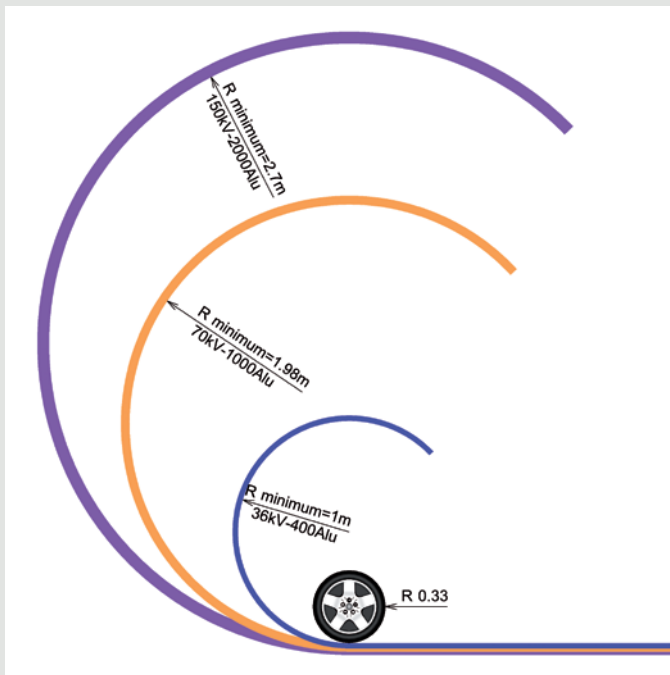 R minimum=2.7m
150kV-2000Alu
R minimum=1.98m
70kV-1000Alu
R minimum=1m
36kV-400Alu
R 0.33